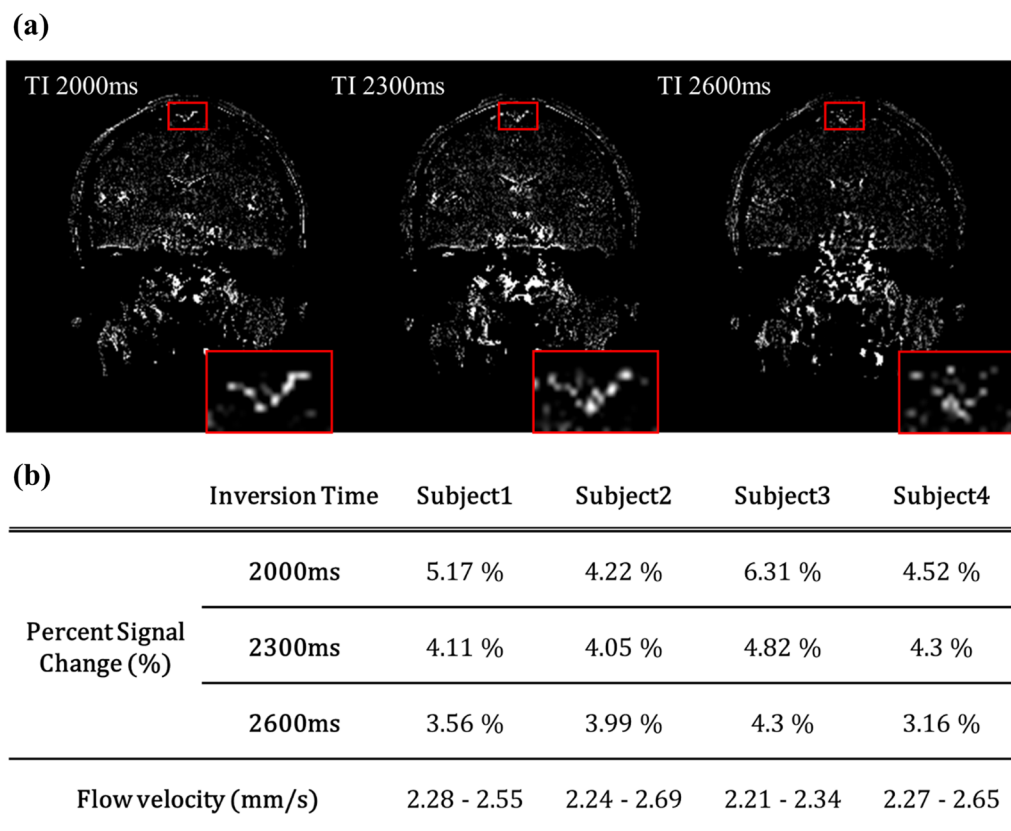 (a)
TI 2000ms TI 2300ms TI 2600ms
(b)
Inversion Time Subject1 Subject2 Subject3 Subject4
Percent Signal Change (%)
2000ms 5.17 % 4.22 % 6.31 % 4.52 %
2300ms 4.11 % 4.05 % 4.82 % 4.3 %
2600ms 3.56 % 3.99 % 4.3 % 3.16 %
Flow velocity (mm/s) 2.28 - 2.55 2.24 - 2.69 2.21 - 2.34 2.27 - 2.65